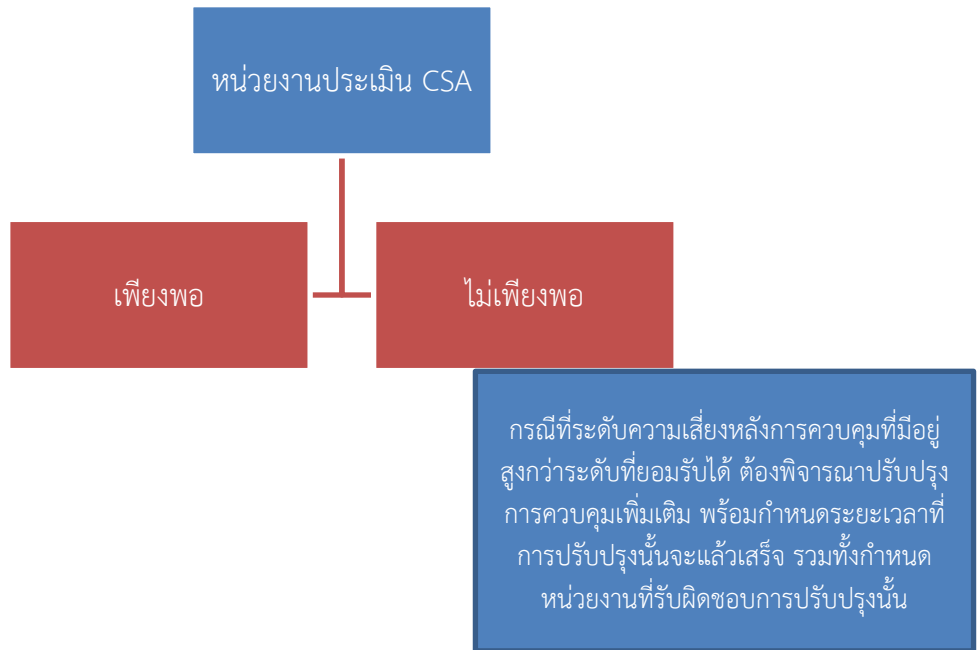 หน่วยงานประเมิน CSA
เพียงพอ
ไม่เพียงพอ
กรณีที่ระดับความเสี่ยงหลังการควบคุมที่มีอยู่
สูงกว่าระดับที่ยอมรับได้ ต้องพิจารณาปรับปรุง
การควบคุมเพิ่มเติม พร้อมกำหนดระยะเวลาที่
การปรับปรุงนั้นจะแล้วเสร็จ รวมทั้งกำหนด
หน่วยงานที่รับผิดชอบการปรับปรุงนั้น